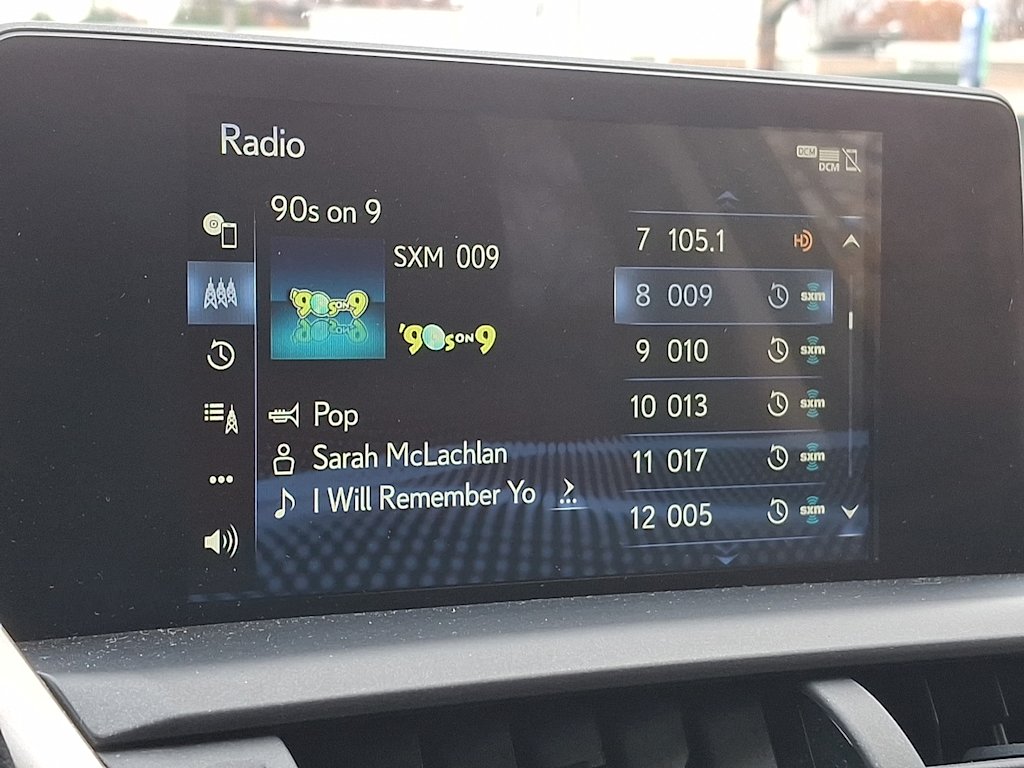 Radio
DCM
DCM
90s on 9
SXM 009
'90s ON 9
'90s ON 9
Pop
Sarah McLachlan
I Will Remember Yo
7 105.1 HD
8 009 sxm
9 010 sxm
10 013 sxm
11 017 sxm
12 005 sxm